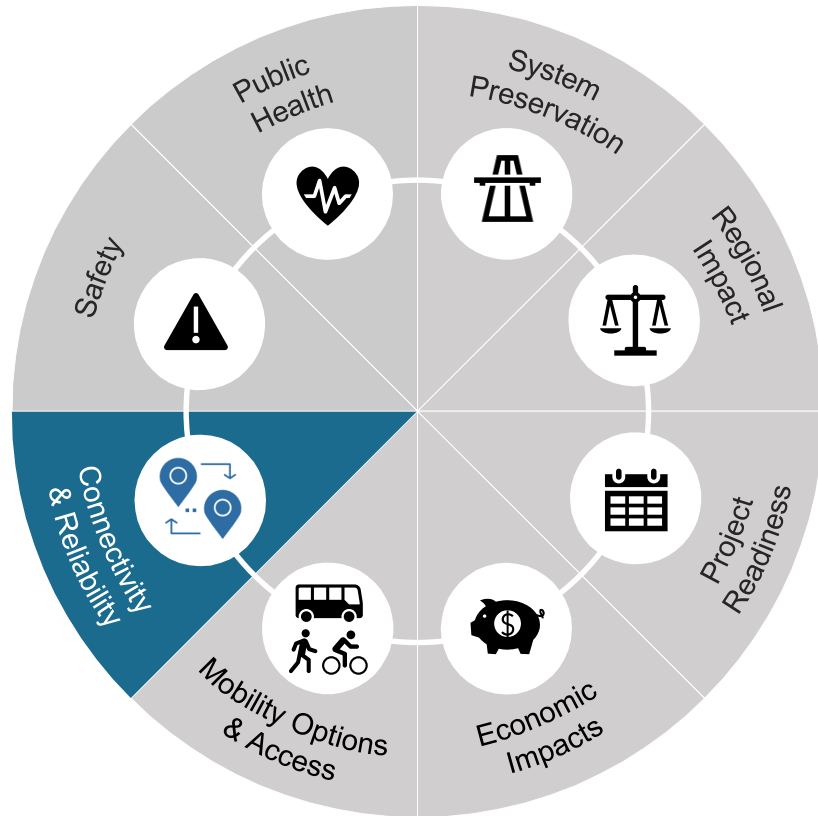 Public
Health
System
Preservation
Regional
Impact
Project
Readiness
Economic
Impacts
$
Mobility Options
& Access
Connectivity
& Reliability
Safety